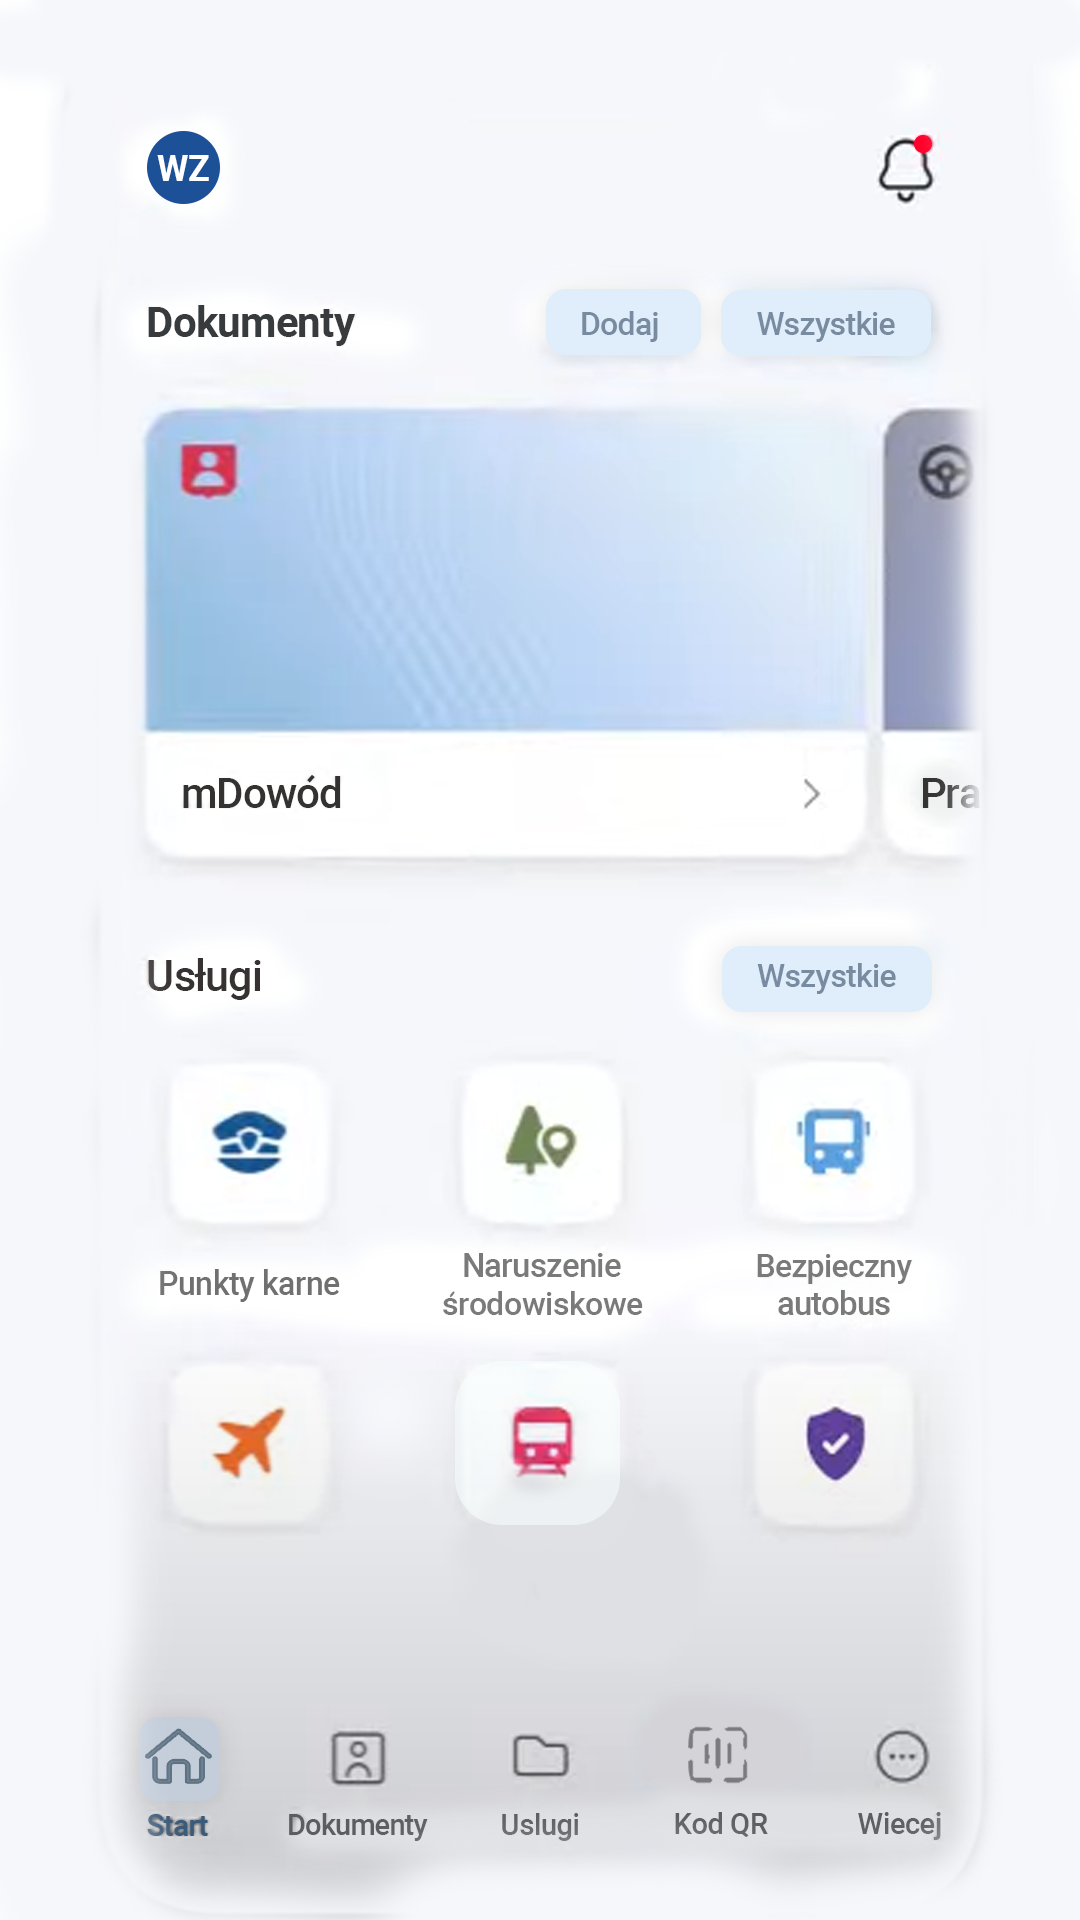 WZ
Dokumenty
Dodaj
Wszystkie
mDowód
Pra
Usługi
Wszystkie
Punkty karne
Naruszenie
środowiskowe
Bezpieczny
autobus
Start
Dokumenty
Uslugi
Kod QR
Wiecej